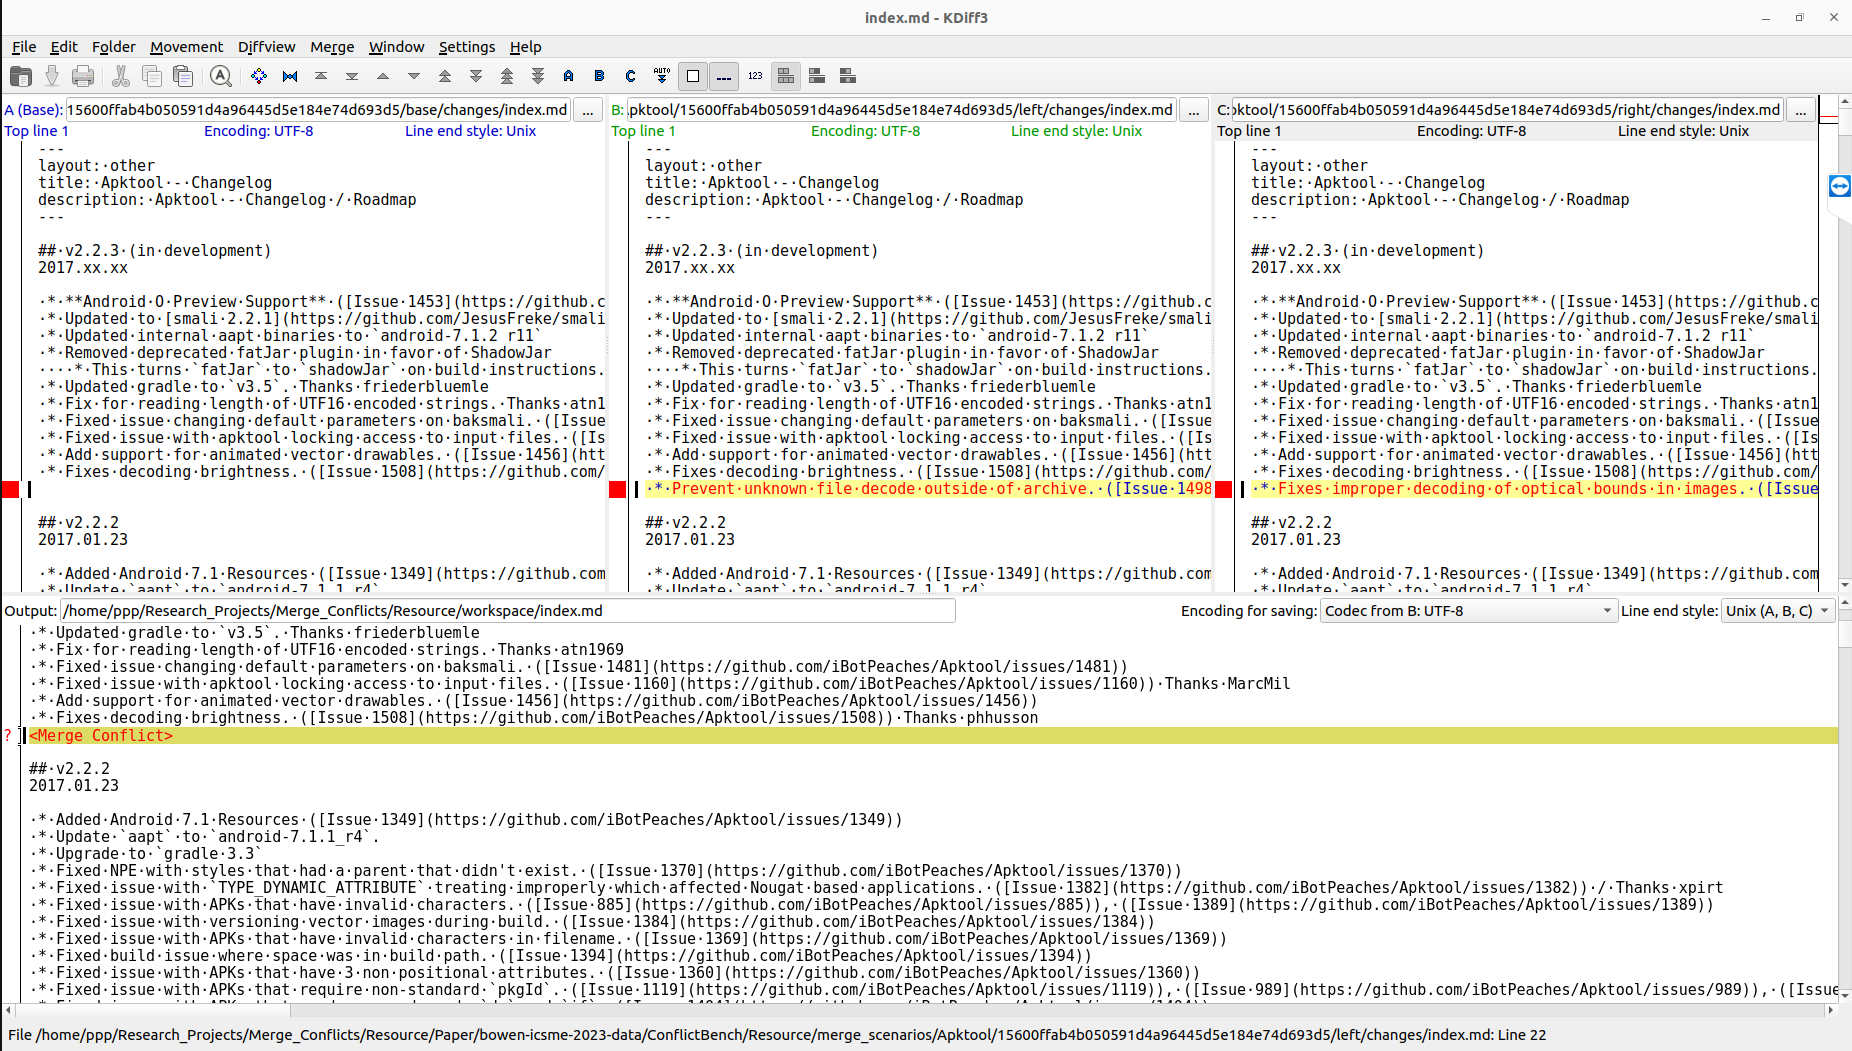 index.md - KDiff3
File Edit Folder Movement Diffview Merge Window Settings Help
A B C AUTO 123
A (Base): 15600ffab4b050591d4a96445d5e184e74d693d5/base/changes/index.md ...
Top line 1 Encoding: UTF-8 Line end style: Unix
---
layout:·other
title:·Apktool·-·Changelog
description:·Apktool·-·Changelog·/·Roadmap
---
##·v2.2.3·(in·development)
2017.xx.xx
·*·**Android·O·Preview·Support**·([Issue·1453](https://github.c
·*·Updated·to·[smali·2.2.1](https://github.com/JesusFreke/smali
·*·Updated·internal·aapt·binaries·to·`android-7.1.2 r11`
·*·Removed·deprecated·fatJar·plugin·in·favor·of·ShadowJar
····*·This·turns·`fatJar`·to·`shadowJar`·on·build·instructions.
·*·Updated·gradle·to·`v3.5`.·Thanks·friederbluemle
·*·Fix·for·reading·length·of·UTF16·encoded·strings.·Thanks·atn1
·*·Fixed·issue·changing·default·parameters·on·baksmali.·([Issue
·*·Fixed·issue·with·apktool·locking·access·to·input·files.·([Is
·*·Add·support·for·animated·vector·drawables.·([Issue·1456](htt
·*·Fixes·decoding·brightness.·([Issue·1508](https://github.com/
##·v2.2.2
2017.01.23
·*·Added·Android·7.1·Resources·([Issue·1349](https://github.com
·*·Update·`aapt`·to·`android-7.1.1_r4`.
B: pktool/15600ffab4b050591d4a96445d5e184e74d693d5/left/changes/index.md ...
Top line 1 Encoding: UTF-8 Line end style: Unix
---
layout:·other
title:·Apktool·-·Changelog
description:·Apktool·-·Changelog·/·Roadmap
---
##·v2.2.3·(in·development)
2017.xx.xx
·*·**Android·O·Preview·Support**·([Issue·1453](https://github.c
·*·Updated·to·[smali·2.2.1](https://github.com/JesusFreke/smali
·*·Updated·internal·aapt·binaries·to·`android-7.1.2 r11`
·*·Removed·deprecated·fatJar·plugin·in·favor·of·ShadowJar
····*·This·turns·`fatJar`·to·`shadowJar`·on·build·instructions.
·*·Updated·gradle·to·`v3.5`.·Thanks·friederbluemle
·*·Fix·for·reading·length·of·UTF16·encoded·strings.·Thanks·atn1
·*·Fixed·issue·changing·default·parameters·on·baksmali.·([Issue
·*·Fixed·issue·with·apktool·locking·access·to·input·files.·([Is
·*·Add·support·for·animated·vector·drawables.·([Issue·1456](htt
·*·Fixes·decoding·brightness.·([Issue·1508](https://github.com/
·*·Prevent·unknown·file·decode·outside·of·archive.·([Issue·1498
##·v2.2.2
2017.01.23
·*·Added·Android·7.1·Resources·([Issue·1349](https://github.com
·*·Update·`aapt`·to·`android-7.1.1_r4`.
C: pktool/15600ffab4b050591d4a96445d5e184e74d693d5/right/changes/index.md ...
Top line 1 Encoding: UTF-8 Line end style: Unix
---
layout:·other
title:·Apktool·-·Changelog
description:·Apktool·-·Changelog·/·Roadmap
---
##·v2.2.3·(in·development)
2017.xx.xx
·*·**Android·O·Preview·Support**·([Issue·1453](https://github.c
·*·Updated·to·[smali·2.2.1](https://github.com/JesusFreke/smali
·*·Updated·internal·aapt·binaries·to·`android-7.1.2 r11`
·*·Removed·deprecated·fatJar·plugin·in·favor·of·ShadowJar
····*·This·turns·`fatJar`·to·`shadowJar`·on·build·instructions.
·*·Updated·gradle·to·`v3.5`.·Thanks·friederbluemle
·*·Fix·for·reading·length·of·UTF16·encoded·strings.·Thanks·atn1
·*·Fixed·issue·changing·default·parameters·on·baksmali.·([Issue
·*·Fixed·issue·with·apktool·locking·access·to·input·files.·([Is
·*·Add·support·for·animated·vector·drawables.·([Issue·1456](htt
·*·Fixes·decoding·brightness.·([Issue·1508](https://github.com/
·*·Fixes·improper·decoding·of·optical·bounds·in·images.·([Issue
##·v2.2.2
2017.01.23
·*·Added·Android·7.1·Resources·([Issue·1349](https://github.com
·*·Update·`aapt`·to·`android-7.1.1_r4`.
Output: /home/ppp/Research_Projects/Merge_Conflicts/Resource/workspace/index.md Encoding for saving: Codec from B: UTF-8 Line end style: Unix (A, B, C)
·*·Updated·gradle·to·`v3.5`.·Thanks·friederbluemle
·*·Fix·for·reading·length·of·UTF16·encoded·strings.·Thanks·atn1969
·*·Fixed·issue·changing·default·parameters·on·baksmali.·([Issue·1481](https://github.com/iBotPeaches/Apktool/issues/1481))
·*·Fixed·issue·with·apktool·locking·access·to·input·files.·([Issue·1160](https://github.com/iBotPeaches/Apktool/issues/1160))·Thanks·MarcMil
·*·Add·support·for·animated·vector·drawables.·([Issue·1456](https://github.com/iBotPeaches/Apktool/issues/1456))
·*·Fixes·decoding·brightness.·([Issue·1508](https://github.com/iBotPeaches/Apktool/issues/1508))·Thanks·phhusson
? <Merge Conflict>
##·v2.2.2
2017.01.23
·*·Added·Android·7.1·Resources·([Issue·1349](https://github.com/iBotPeaches/Apktool/issues/1349))
·*·Update·`aapt`·to·`android-7.1.1_r4`.
·*·Upgrade·to·`gradle·3.3`
·*·Fixed·NPE·with·styles·that·had·a·parent·that·didn't·exist.·([Issue·1370](https://github.com/iBotPeaches/Apktool/issues/1370))
·*·Fixed·issue·with·`TYPE_DYNAMIC_ATTRIBUTE`·treating·improperly·which·affected·Nougat·based·applications.·([Issue·1382](https://github.com/iBotPeaches/Apktool/issues/1382))·/·Thanks·xpirt
·*·Fixed·issue·with·APKs·that·have·invalid·characters.·([Issue·885](https://github.com/iBotPeaches/Apktool/issues/885)),·([Issue·1389](https://github.com/iBotPeaches/Apktool/issues/1389))
·*·Fixed·issue·with·versioning·vector·images·during·build.·([Issue·1384](https://github.com/iBotPeaches/Apktool/issues/1384))
·*·Fixed·issue·with·APKs·that·have·invalid·characters·in·filename.·([Issue·1369](https://github.com/iBotPeaches/Apktool/issues/1369))
·*·Fixed·build·issue·where·space·was·in·build·path.·([Issue·1394](https://github.com/iBotPeaches/Apktool/issues/1394))
·*·Fixed·issue·with·APKs·that·have·3·non·positional·attributes.·([Issue·1360](https://github.com/iBotPeaches/Apktool/issues/1360))
·*·Fixed·issue·with·APKs·that·require·non-standard·`pkgId`.·([Issue·1119](https://github.com/iBotPeaches/Apktool/issues/1119)),·([Issue·989](https://github.com/iBotPeaches/Apktool/issues/989)),·([Issue
File /home/ppp/Research_Projects/Merge_Conflicts/Resource/Paper/bowen-icsme-2023-data/ConflictBench/Resource/merge_scenarios/Apktool/15600ffab4b050591d4a96445d5e184e74d693d5/left/changes/index.md: Line 22